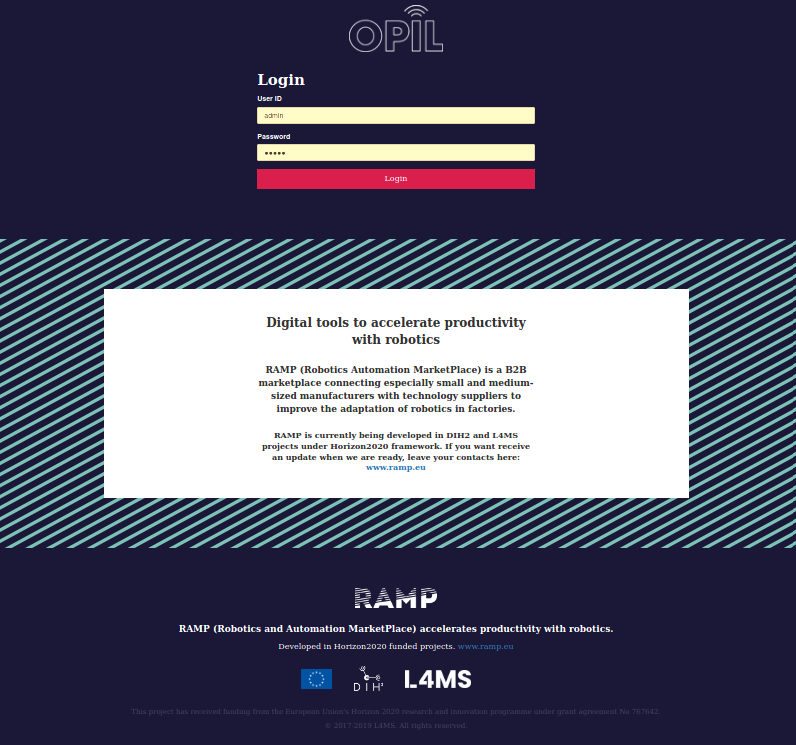 OPIL
Login
User ID
admin
Password
•••••
Login
Digital tools to accelerate productivity
with robotics
RAMP (Robotics Automation MarketPlace) is a B2B
marketplace connecting especially small and medium-
sized manufacturers with technology suppliers to
improve the adaptation of robotics in factories.
RAMP is currently being developed in DIH2 and L4MS
projects under Horizon2020 framework. If you want receive
an update when we are ready, leave your contacts here:
www.ramp.eu
RAMP
RAMP (Robotics and Automation MarketPlace) accelerates productivity with robotics.
Developed in Horizon2020 funded projects. www.ramp.eu
DIH² L4MS
This project has received funding from the European Union's Horizon 2020 research and innovation programme under grant agreement No 767642
© 2017-2019 L4MS. All rights reserved.